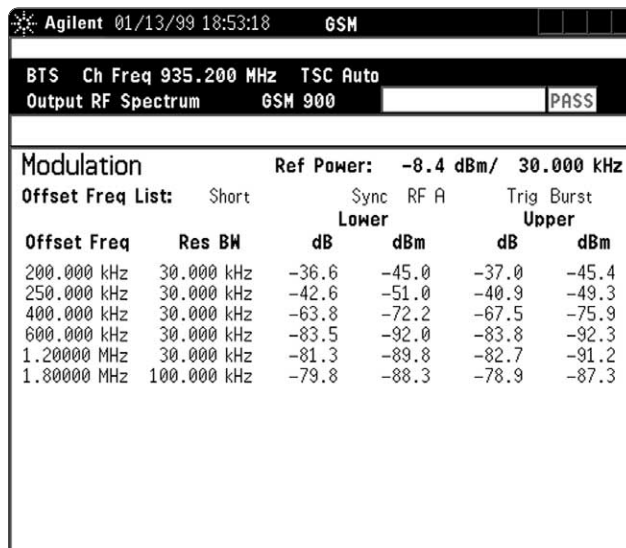 Agilent 01/13/99 18:53:18 GSM
BTS Ch Freq 935.200 MHz TSC Auto
Output RF Spectrum GSM 900 PASS
Modulation Ref Power: -8.4 dBm/ 30.000 kHz
Offset Freq List: Short Sync RF A Trig Burst
Lower Upper
Offset Freq Res BW dB dBm dB dBm
200.000 kHz 30.000 kHz -36.6 -45.0 -37.0 -45.4
250.000 kHz 30.000 kHz -42.6 -51.0 -40.9 -49.3
400.000 kHz 30.000 kHz -63.8 -72.2 -67.5 -75.9
600.000 kHz 30.000 kHz -83.5 -92.0 -83.8 -92.3
1.20000 MHz 30.000 kHz -81.3 -89.8 -82.7 -91.2
1.80000 MHz 100.000 kHz -79.8 -88.3 -78.9 -87.3